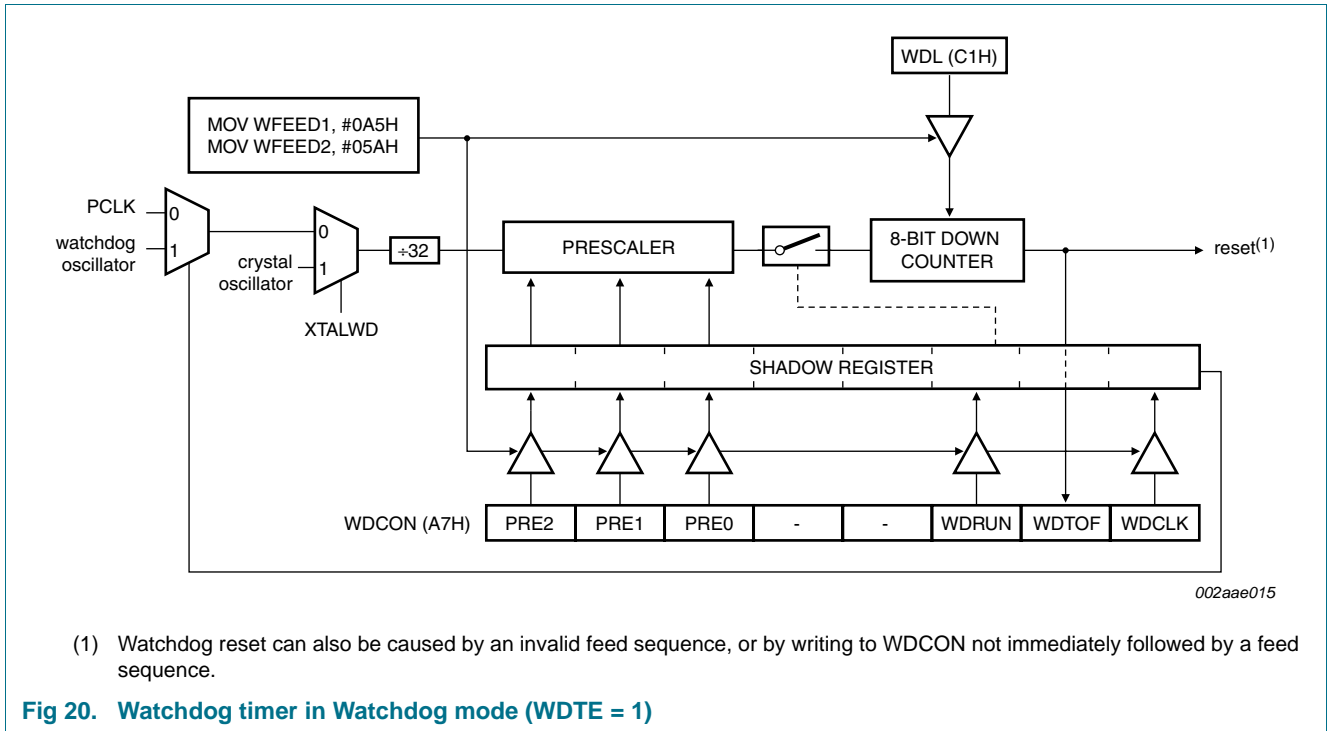 WDL (C1H)
MOV WFEED1, #0A5H
MOV WFEED2, #05AH
PCLK
0
watchdog
oscillator
1
0
crystal
oscillator
1
XTALWD
÷32
PRESCALER
8-BIT DOWN
COUNTER
reset(1)
SHADOW REGISTER
WDCON (A7H)
PRE2
PRE1
PRE0
-
-
WDRUN
WDTOF
WDCLK
002aae015
(1) Watchdog reset can also be caused by an invalid feed sequence, or by writing to WDCON not immediately followed by a feed
sequence.
Fig 20. Watchdog timer in Watchdog mode (WDTE = 1)